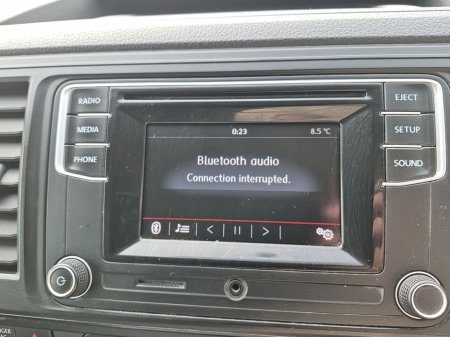 RADIO
EJECT
MEDIA
0:23
8.5 °C
SETUP
PHONE
Bluetooth audio
SOUND
Connection interrupted.